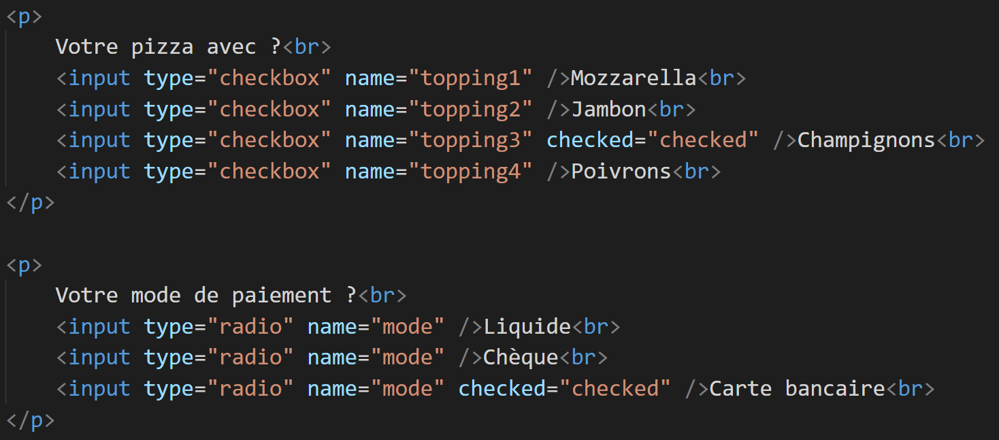 <p>
    Votre pizza avec ?<br>
    <input type="checkbox" name="topping1" />Mozzarella<br>
    <input type="checkbox" name="topping2" />Jambon<br>
    <input type="checkbox" name="topping3" checked="checked" />Champignons<br>
    <input type="checkbox" name="topping4" />Poivrons<br>
</p>

<p>
    Votre mode de paiement ?<br>
    <input type="radio" name="mode" />Liquide<br>
    <input type="radio" name="mode" />Chèque<br>
    <input type="radio" name="mode" checked="checked" />Carte bancaire<br>
</p>